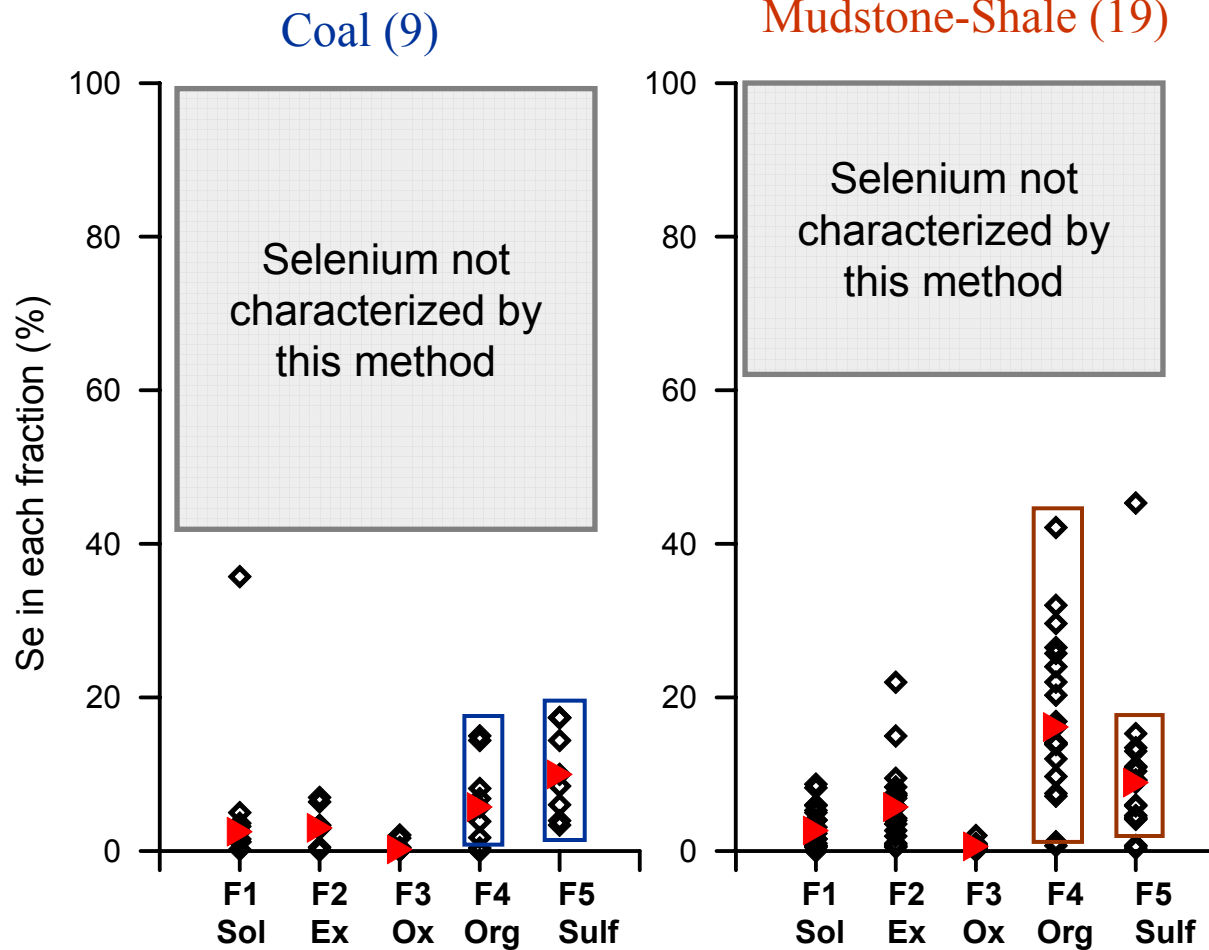 Coal (9)
Mudstone-Shale (19)
Se in each fraction (%)
100
80
60
40
20
0
Selenium not
characterized by
this method
F1 F2 F3 F4 F5
Sol Ex Ox Org Sulf
100
80
60
40
20
0
Selenium not
characterized by
this method
F1 F2 F3 F4 F5
Sol Ex Ox Org Sulf